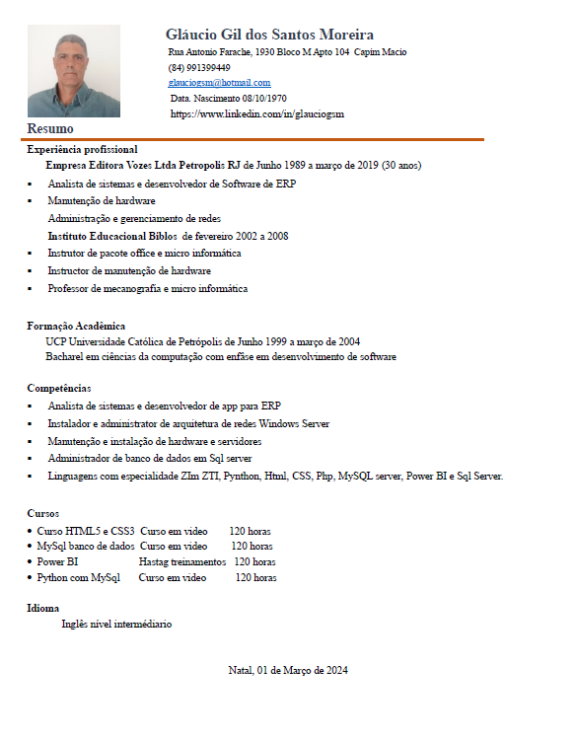 Gláucio Gil dos Santos Moreira
Rua Antonio Farache, 1930 Bloco M Apto 104 Capim Macio
(84) 991399449
glauciogsm@hotmail.com
Data. Nascimento 08/10/1970
https://www.linkedin.com/in/glauciogsm
Resumo
Experiência profissional
Empresa Editora Vozes Ltda Petropolis RJ de Junho 1989 a março de 2019 (30 anos)
▪ Analista de sistemas e desenvolvedor de Software de ERP
▪ Manutenção de hardware
Administração e gerenciamento de redes
Instituto Educacional Biblos de fevereiro 2002 a 2008
▪ Instrutor de pacote office e micro informática
▪ Instructor de manutenção de hardware
▪ Professor de mecanografia e micro informática
Formação Acadêmica
UCP Universidade Católica de Petrópolis de Junho 1999 a março de 2004
Bacharel em ciências da computação com enfâse em desenvolvimento de software
Competências
▪ Analista de sistemas e desenvolvedor de app para ERP
▪ Instalador e administrator de arquitetura de redes Windows Server
▪ Manutenção e instalação de hardware e servidores
▪ Administrador de banco de dados em Sql server
▪ Linguagens com especialidade ZIm ZTI, Pynthon, Html, CSS, Php, MySQL server, Power BI e Sql Server.
Cursos
• Curso HTML5 e CSS3 Curso em video 120 horas
• MySql banco de dados Curso em video 120 horas
• Power BI Hastag treinamentos 120 horas
• Python com MySql Curso em video 120 horas
Idioma
Inglês nível intermédiario
Natal, 01 de Março de 2024